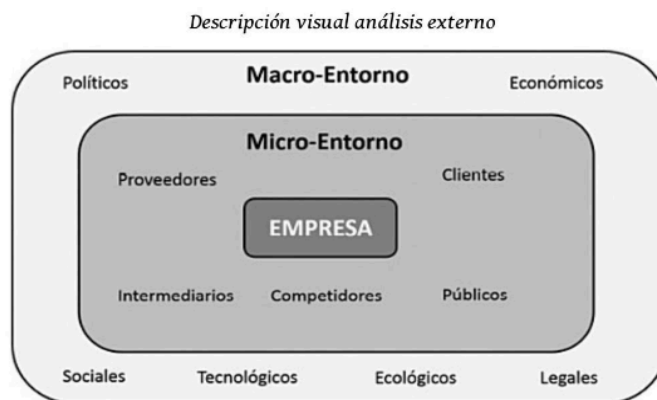 Descripción visual análisis externo
Políticos Macro-Entorno Económicos
Micro-Entorno
Proveedores Clientes
EMPRESA
Intermediarios Competidores Públicos
Sociales Tecnológicos Ecológicos Legales